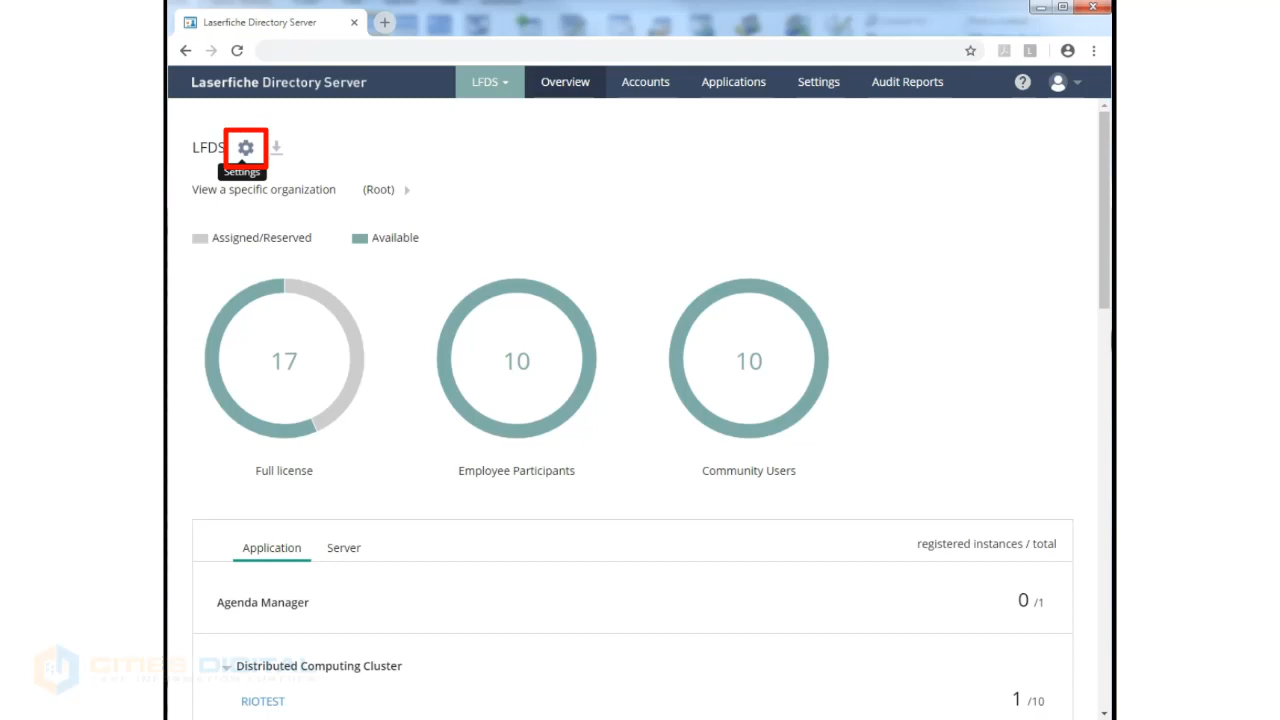 Laserfiche Directory Server
Laserfiche Directory Server LFDS Overview Accounts Applications Settings Audit Reports
LFDS
Settings
View a specific organization (Root)
Assigned/Reserved Available
17 10 10
Full license Employee Participants Community Users
Application Server registered instances / total
Agenda Manager 0 /1
Distributed Computing Cluster
RIOTEST 1 /10
CITIES DIGITAL